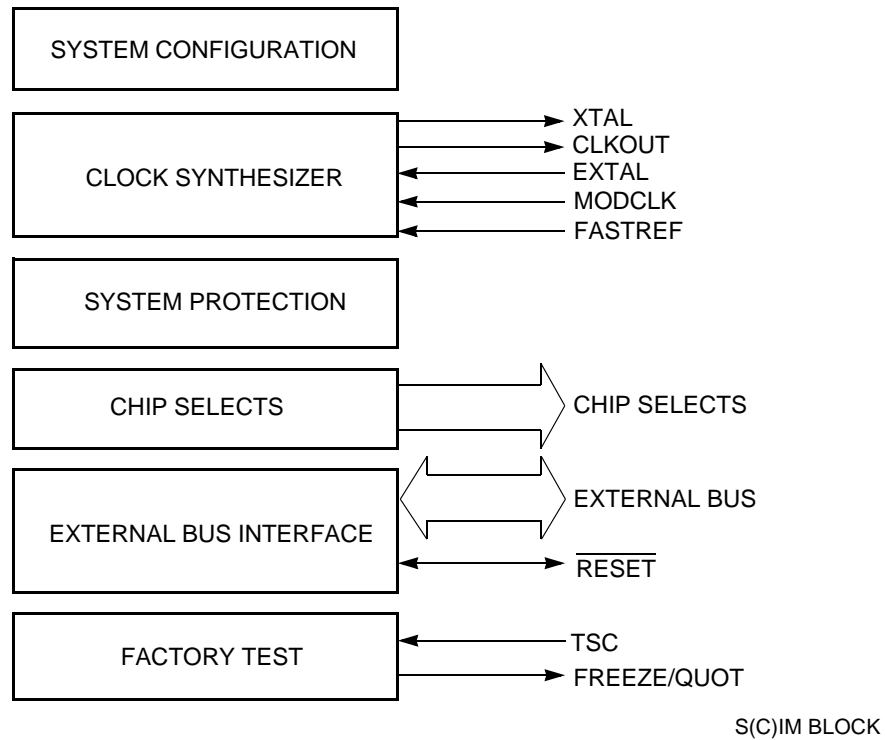 SYSTEM CONFIGURATION
CLOCK SYNTHESIZER
XTAL
CLKOUT
EXTAL
MODCLK
FASTREF
SYSTEM PROTECTION
CHIP SELECTS
CHIP SELECTS
EXTERNAL BUS INTERFACE
EXTERNAL BUS
RESET
FACTORY TEST
TSC
FREEZE/QUOT
S(C)IM BLOCK